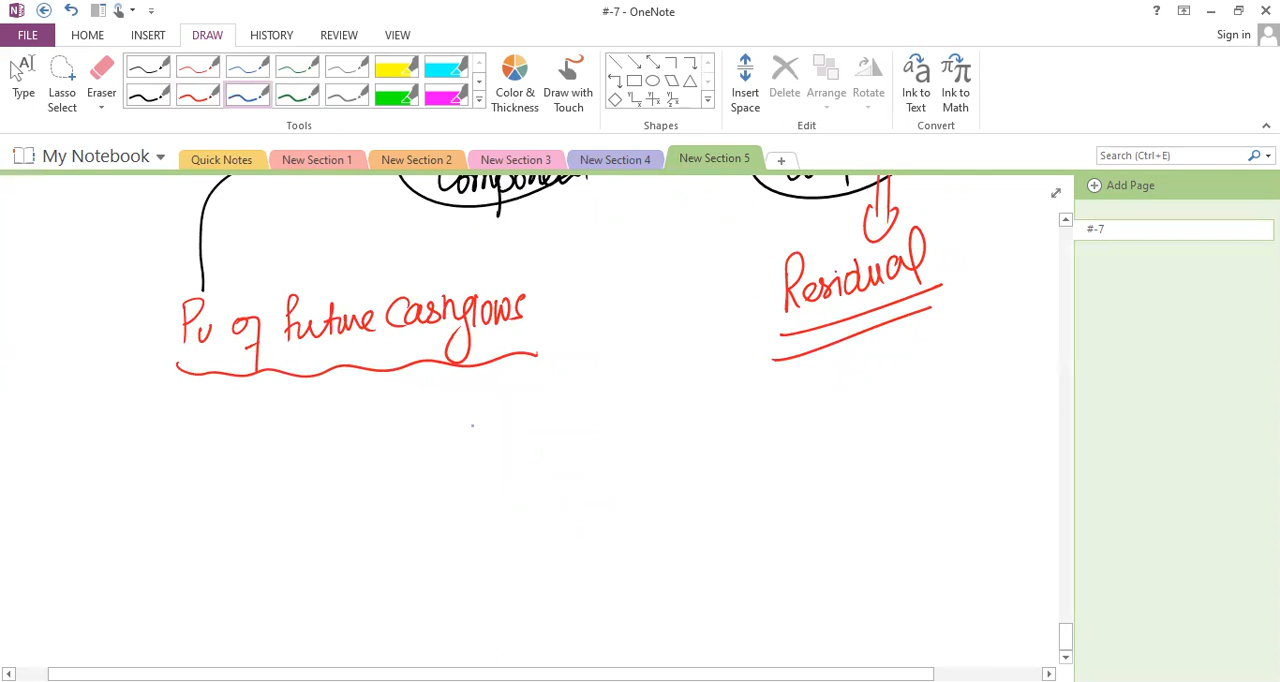 #-7 - OneNote
Sign in
FILE HOME INSERT DRAW HISTORY REVIEW VIEW
Type
Lasso Select
Eraser
Color & Thickness
Draw with Touch
Insert Space
Delete
Arrange
Rotate
Ink to Text
Ink to Math
Tools
Shapes
Edit
Convert
My Notebook
Quick Notes
New Section 1
New Section 2
New Section 3
New Section 4
New Section 5
Search (Ctrl+E)
Add Page
#-7
Component
Residual
Pv of future Cashflows